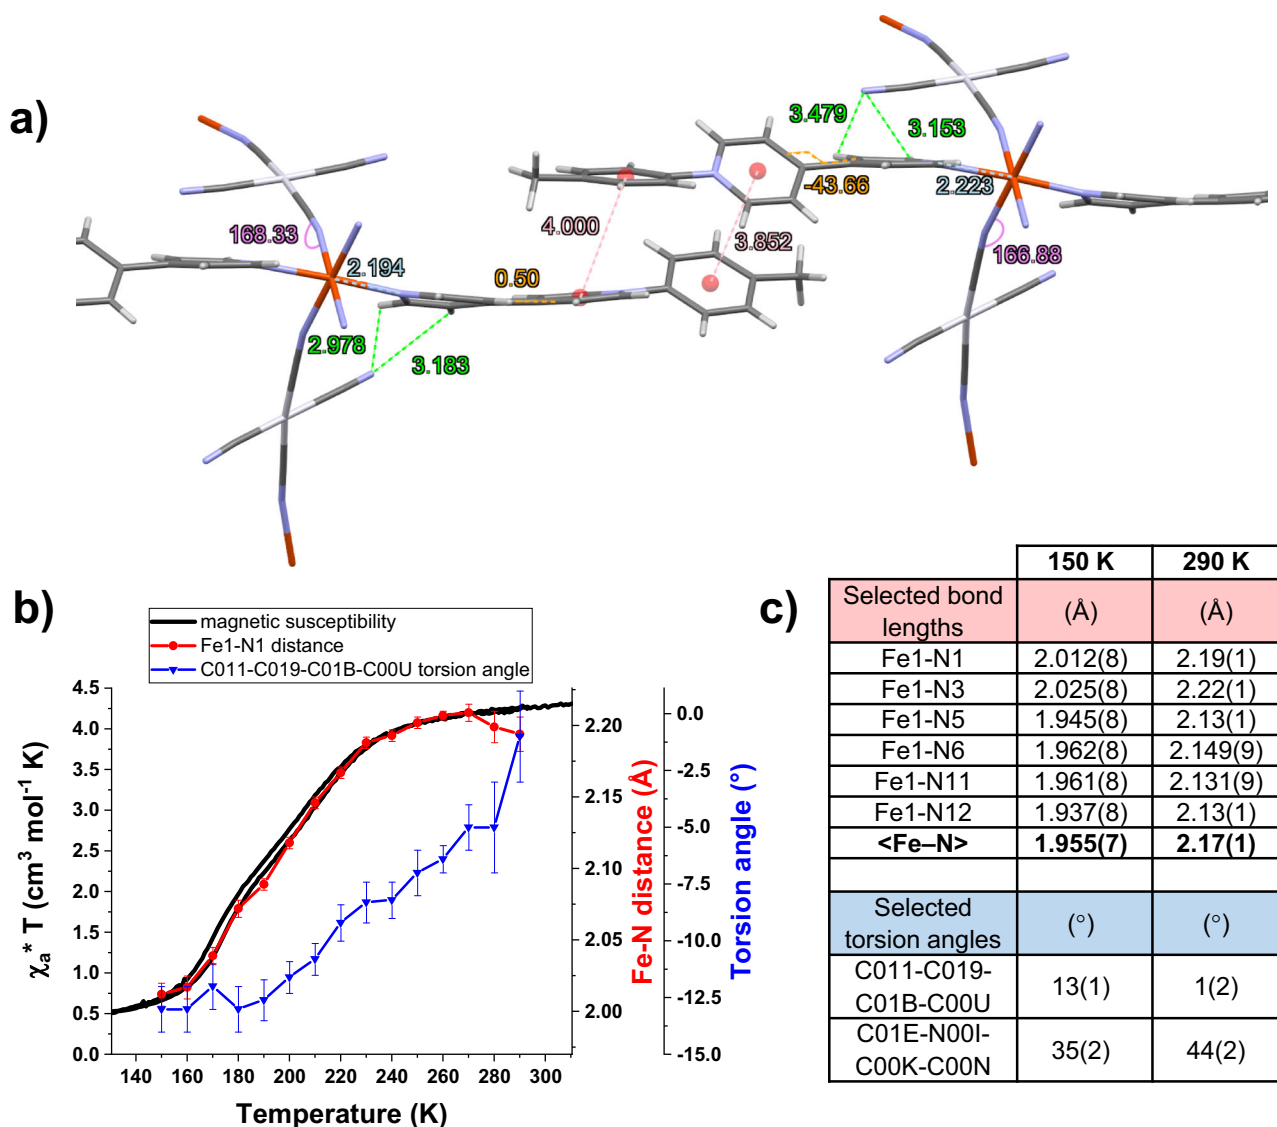 a)
3.479
3.153
-43.66
2.223
168.33
4.000
3.852
166.88
2.194
0.50
2.978
3.183
b)
magnetic susceptibility
Fe1-N1 distance
C011-C019-C01B-C00U torsion angle
χa* T (cm3 mol-1 K)
4.5
4.0
3.5
3.0
2.5
2.0
1.5
1.0
0.5
0.0
140 160 180 200 220 240 260 280 300
Temperature (K)
2.20
2.15
2.10
2.05
2.00
Fe-N distance (Å)
0.0
-2.5
-5.0
-7.5
-10.0
-12.5
-15.0
Torsion angle (°)
c)
150 K 290 K
Selected bond
lengths
(Å) (Å)
Fe1-N1 2.012(8) 2.19(1)
Fe1-N3 2.025(8) 2.22(1)
Fe1-N5 1.945(8) 2.13(1)
Fe1-N6 1.962(8) 2.149(9)
Fe1-N11 1.961(8) 2.131(9)
Fe1-N12 1.937(8) 2.13(1)
<Fe–N> 1.955(7) 2.17(1)
Selected
torsion angles
(°) (°)
C011-C019-
C01B-C00U
13(1) 1(2)
C01E-N00I-
C00K-C00N
35(2) 44(2)